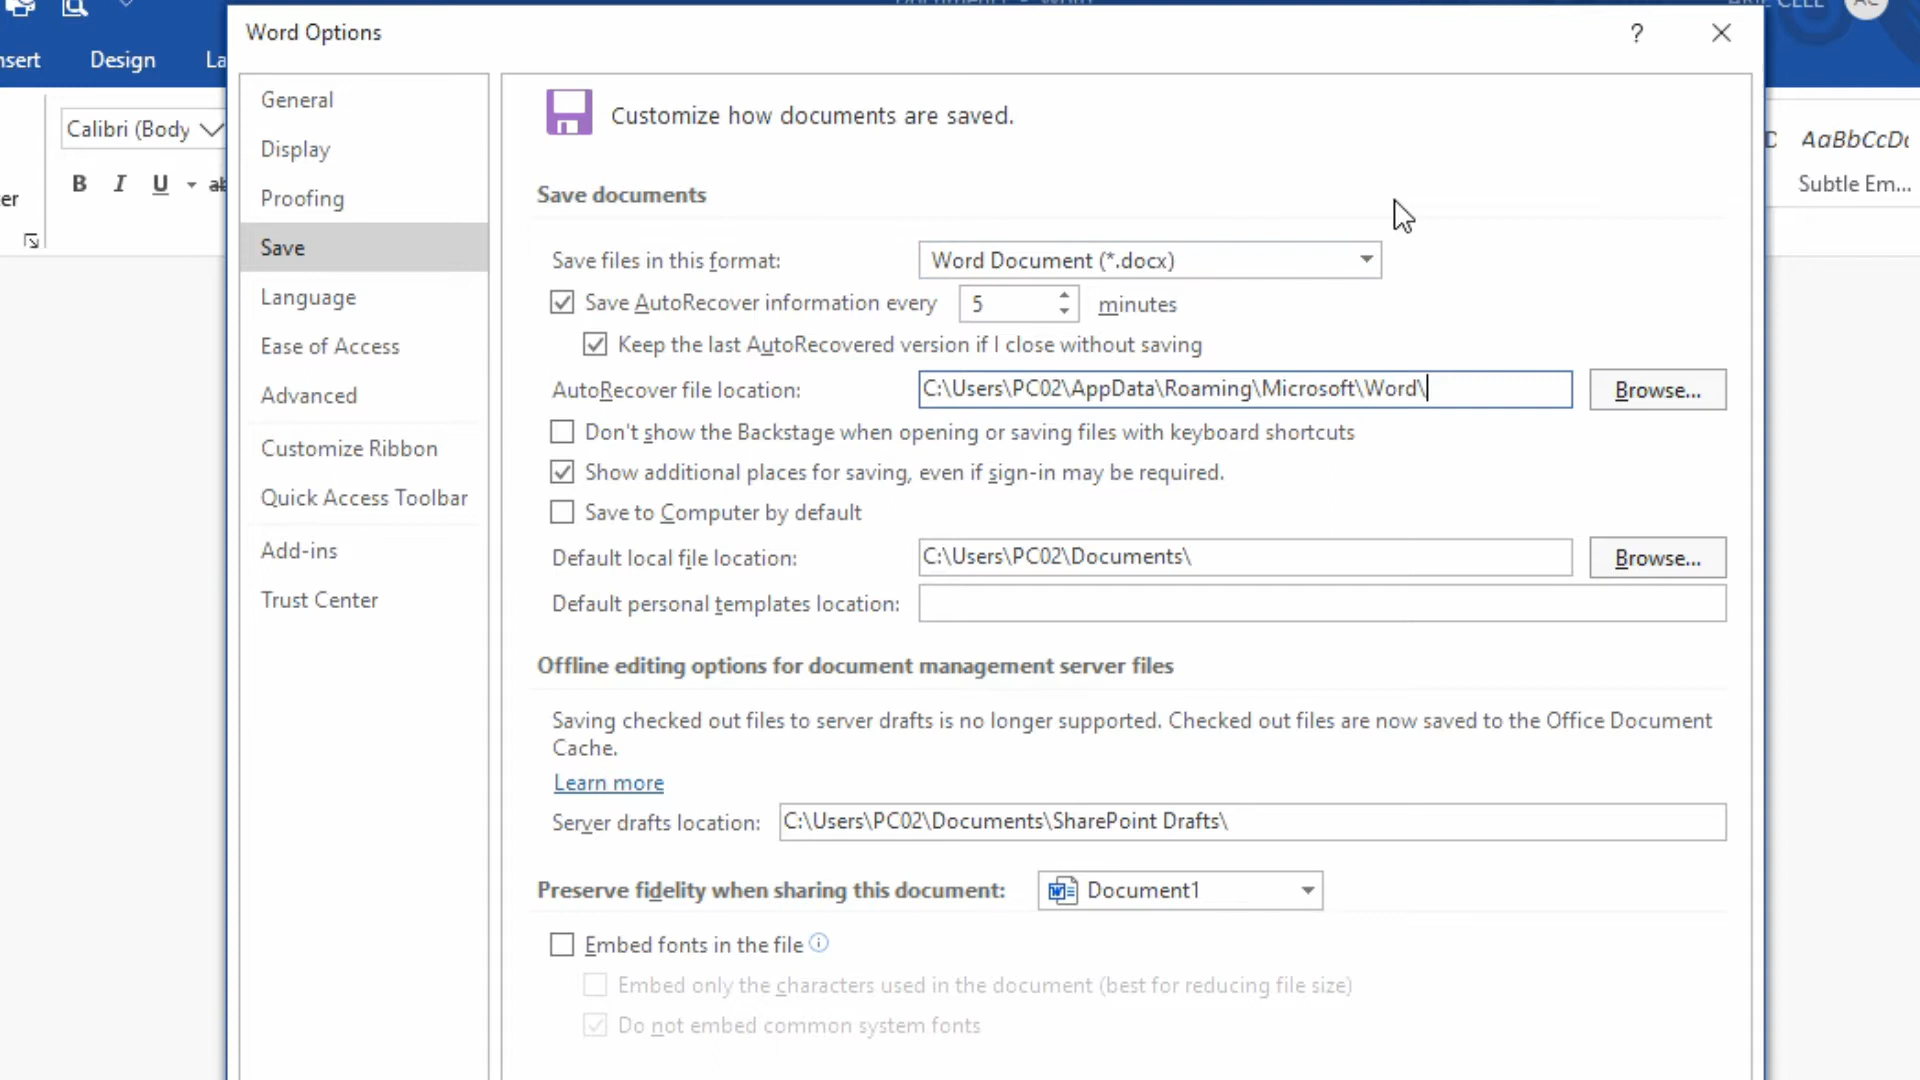 Word Options
?
nsert Design La
Calibri (Body
B I U ab
er
AaBbCcD
Subtle Em...
General
Display
Proofing
Save
Language
Ease of Access
Advanced
Customize Ribbon
Quick Access Toolbar
Add-ins
Trust Center
Customize how documents are saved.
Save documents
Save files in this format: Word Document (*.docx)
Save AutoRecover information every 5 minutes
Keep the last AutoRecovered version if I close without saving
AutoRecover file location: C:\Users\PC02\AppData\Roaming\Microsoft\Word\ Browse...
Don't show the Backstage when opening or saving files with keyboard shortcuts
Show additional places for saving, even if sign-in may be required.
Save to Computer by default
Default local file location: C:\Users\PC02\Documents\ Browse...
Default personal templates location:
Offline editing options for document management server files
Saving checked out files to server drafts is no longer supported. Checked out files are now saved to the Office Document
Cache.
Learn more
Server drafts location: C:\Users\PC02\Documents\SharePoint Drafts\
Preserve fidelity when sharing this document: Document1
Embed fonts in the file
Embed only the characters used in the document (best for reducing file size)
Do not embed common system fonts